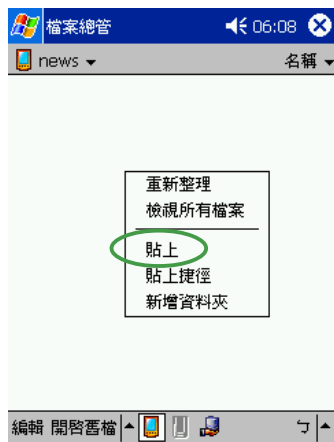 檔案總管 06:08
news 名稱
重新整理
檢視所有檔案
貼上
貼上捷徑
新增資料夾
編輯 開啓舊檔 ㄅ